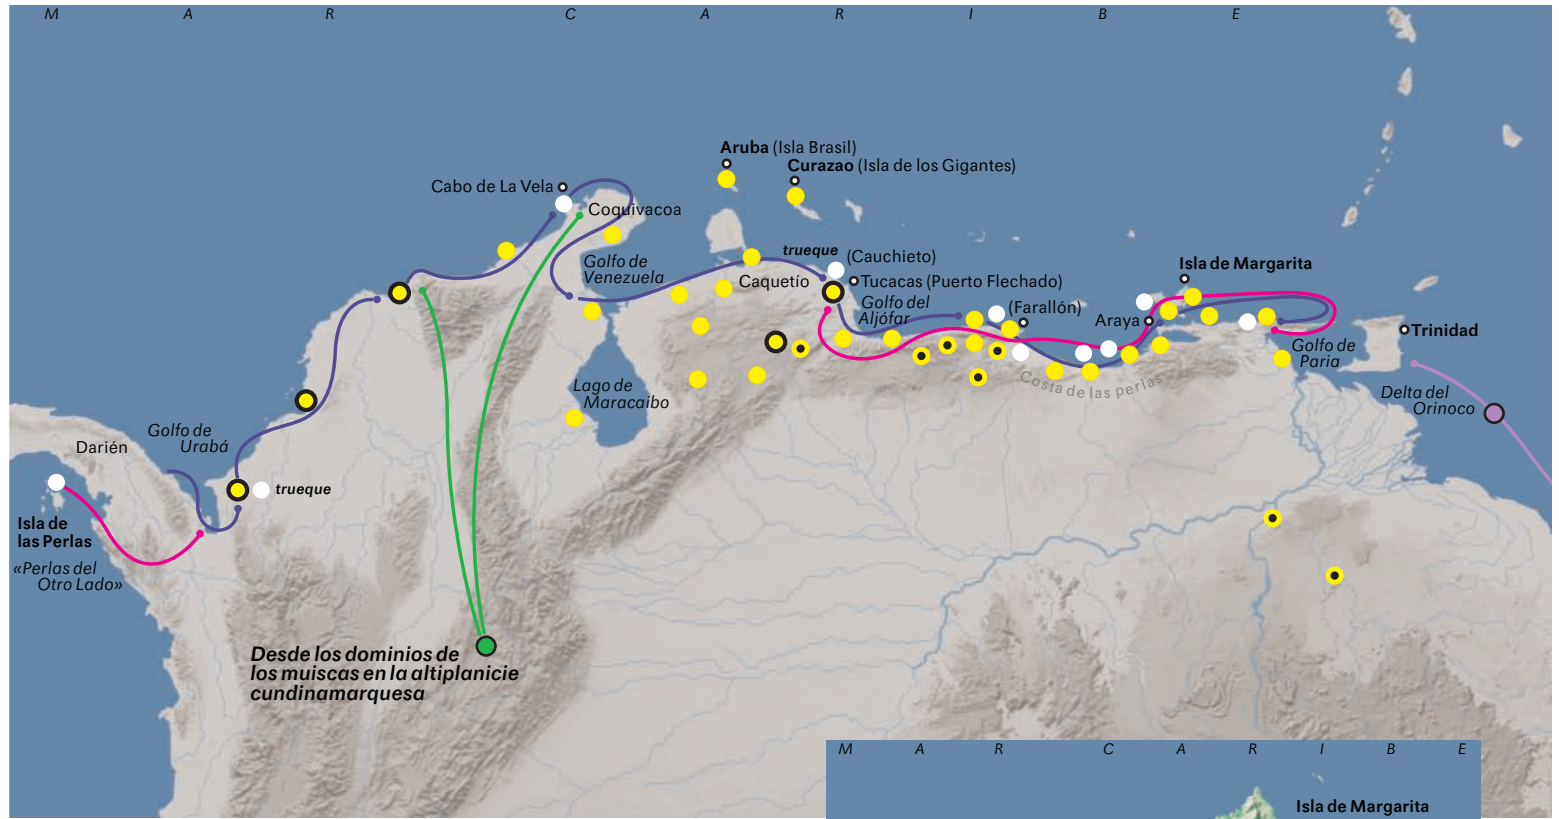 M A R C A R I B E
Aruba (Isla Brasil)
Curazao (Isla de los Gigantes)
Cabo de La Vela
Coquivacoa
trueque
(Cauchieto)
Golfo de
Venezuela
Caquetío
Tucacas (Puerto Flechado)
Golfo del
Aljófar
(Farallón)
Isla de Margarita
Araya
Trinidad
Golfo de
Paria
Costa de las perlas
Delta del
Orinoco
Lago de
Maracaibo
Golfo de
Urabá
Darién
trueque
Isla de
las Perlas
«Perlas del
Otro Lado»
Desde los dominios de
los muiscas en la altiplanicie
cundinamarquesa
M A R C A R I B E
Isla de Margarita